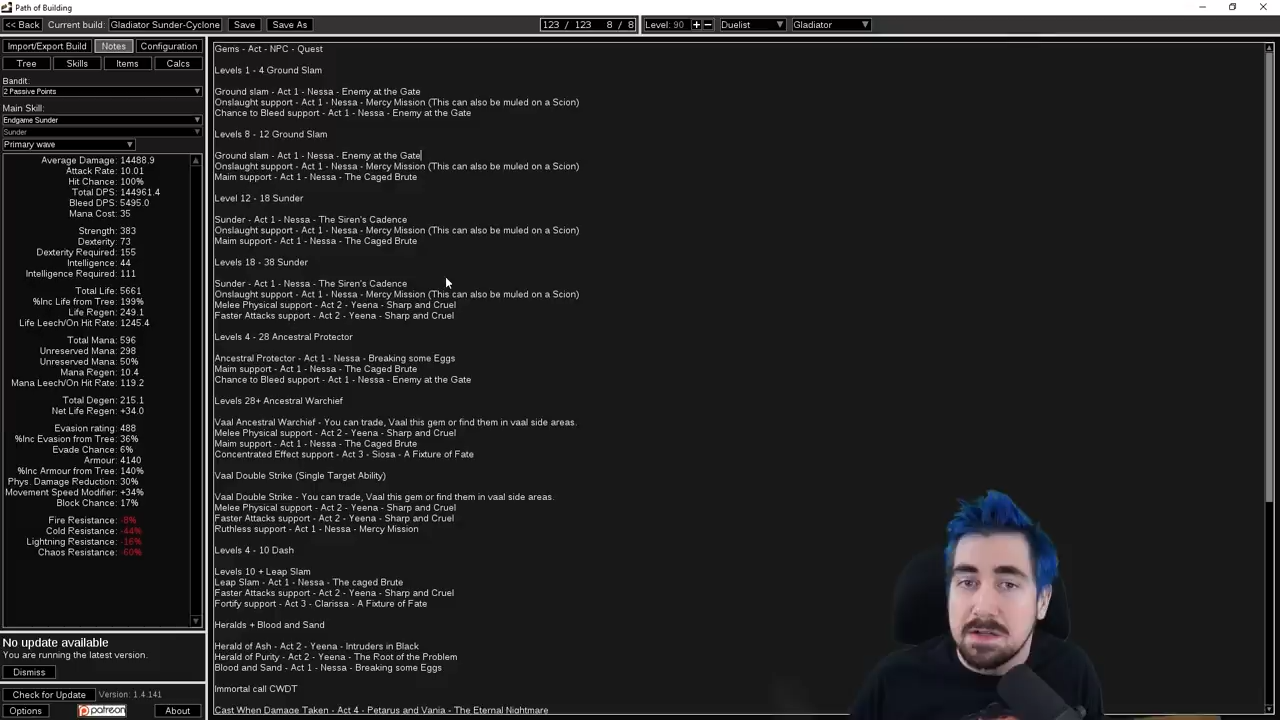 Path of Building
<< Back
Current build: Gladiator Sunder-Cyclone
Save
Save As
123 / 123 8 / 8
Level: 90
+
Duelist
Gladiator
Import/Export Build
Notes
Configuration
Tree
Skills
Items
Calcs
Bandit:
2 Passive Points
Main Skill:
Endgame Sunder
Sunder
Primary wave
Average Damage: 14488.9
Attack Rate: 10.01
Hit Chance: 100%
Total DPS: 144961.4
Bleed DPS: 5495.0
Mana Cost: 35
Strength: 383
Dexterity: 73
Dexterity Required: 155
Intelligence: 44
Intelligence Required: 111
Total Life: 5661
%Inc Life from Tree: 199%
Life Regen: 249.1
Life Leech/On Hit Rate: 1245.4
Total Mana: 596
Unreserved Mana: 298
Unreserved Mana: 50%
Mana Regen: 10.4
Mana Leech/On Hit Rate: 119.2
Total Degen: 215.1
Net Life Regen: +34.0
Evasion rating: 488
%Inc Evasion from Tree: 36%
Evade Chance: 6%
Armour: 4140
%Inc Armour from Tree: 140%
Phys. Damage Reduction: 30%
Movement Speed Modifier: +34%
Block Chance: 17%
Fire Resistance: -8%
Cold Resistance: -44%
Lightning Resistance: -16%
Chaos Resistance: -60%
No update available
You are running the latest version.
Dismiss
Check for Update
Version: 1.4.141
Options
patreon
About
Gems - Act - NPC - Quest
Levels 1 - 4 Ground Slam
Ground slam - Act 1 - Nessa - Enemy at the Gate
Onslaught support - Act 1 - Nessa - Mercy Mission (This can also be muled on a Scion)
Chance to Bleed support - Act 1 - Nessa - Enemy at the Gate
Levels 8 - 12 Ground Slam
Ground slam - Act 1 - Nessa - Enemy at the Gate
Onslaught support - Act 1 - Nessa - Mercy Mission (This can also be muled on a Scion)
Maim support - Act 1 - Nessa - The Caged Brute
Level 12 - 18 Sunder
Sunder - Act 1 - Nessa - The Siren's Cadence
Onslaught support - Act 1 - Nessa - Mercy Mission (This can also be muled on a Scion)
Maim support - Act 1 - Nessa - The Caged Brute
Levels 18 - 38 Sunder
Sunder - Act 1 - Nessa - The Siren's Cadence
Onslaught support - Act 1 - Nessa - Mercy Mission (This can also be muled on a Scion)
Melee Physical support - Act 2 - Yeena - Sharp and Cruel
Faster Attacks support - Act 2 - Yeena - Sharp and Cruel
Levels 4 - 28 Ancestral Protector
Ancestral Protector - Act 1 - Nessa - Breaking some Eggs
Maim support - Act 1 - Nessa - The Caged Brute
Chance to Bleed support - Act 1 - Nessa - Enemy at the Gate
Levels 28+ Ancestral Warchief
Vaal Ancestral Warchief - You can trade, Vaal this gem or find them in vaal side areas.
Melee Physical support - Act 2 - Yeena - Sharp and Cruel
Maim support - Act 1 - Nessa - The Caged Brute
Concentrated Effect support - Act 3 - Siosa - A Fixture of Fate
Vaal Double Strike (Single Target Ability)
Vaal Double Strike - You can trade, Vaal this gem or find them in vaal side areas.
Melee Physical support - Act 2 - Yeena - Sharp and Cruel
Faster Attacks support - Act 2 - Yeena - Sharp and Cruel
Ruthless support - Act 1 - Nessa - Mercy Mission
Levels 4 - 10 Dash
Levels 10 + Leap Slam
Leap Slam - Act 1 - Nessa - The caged Brute
Faster Attacks support - Act 2 - Yeena - Sharp and Cruel
Fortify support - Act 3 - Clarissa - A Fixture of Fate
Heralds + Blood and Sand
Herald of Ash - Act 2 - Yeena - Intruders in Black
Herald of Purity - Act 2 - Yeena - The Root of the Problem
Blood and Sand - Act 1 - Nessa - Breaking some Eggs
Immortal call CWDT
Cast When Damage Taken - Act 4 - Petarus and Vania - The Eternal Nightmare